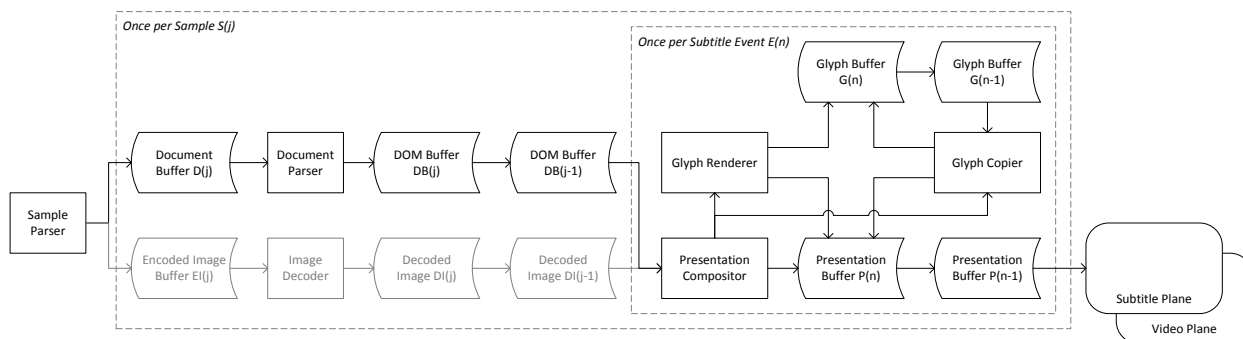 Once per Sample S(j)
Once per Subtitle Event E(n)
Glyph Buffer
G(n)
Glyph Buffer
G(n-1)
Document
Buffer D(j)
Document
Parser
DOM Buffer
DB(j)
DOM Buffer
DB(j-1)
Glyph Renderer
Glyph Copier
Sample
Parser
Encoded Image
Buffer EI(j)
Image
Decoder
Decoded
Image DI(j)
Decoded
Image DI(j-1)
Presentation
Compositor
Presentation
Buffer P(n)
Presentation
Buffer P(n-1)
Subtitle Plane
Video Plane